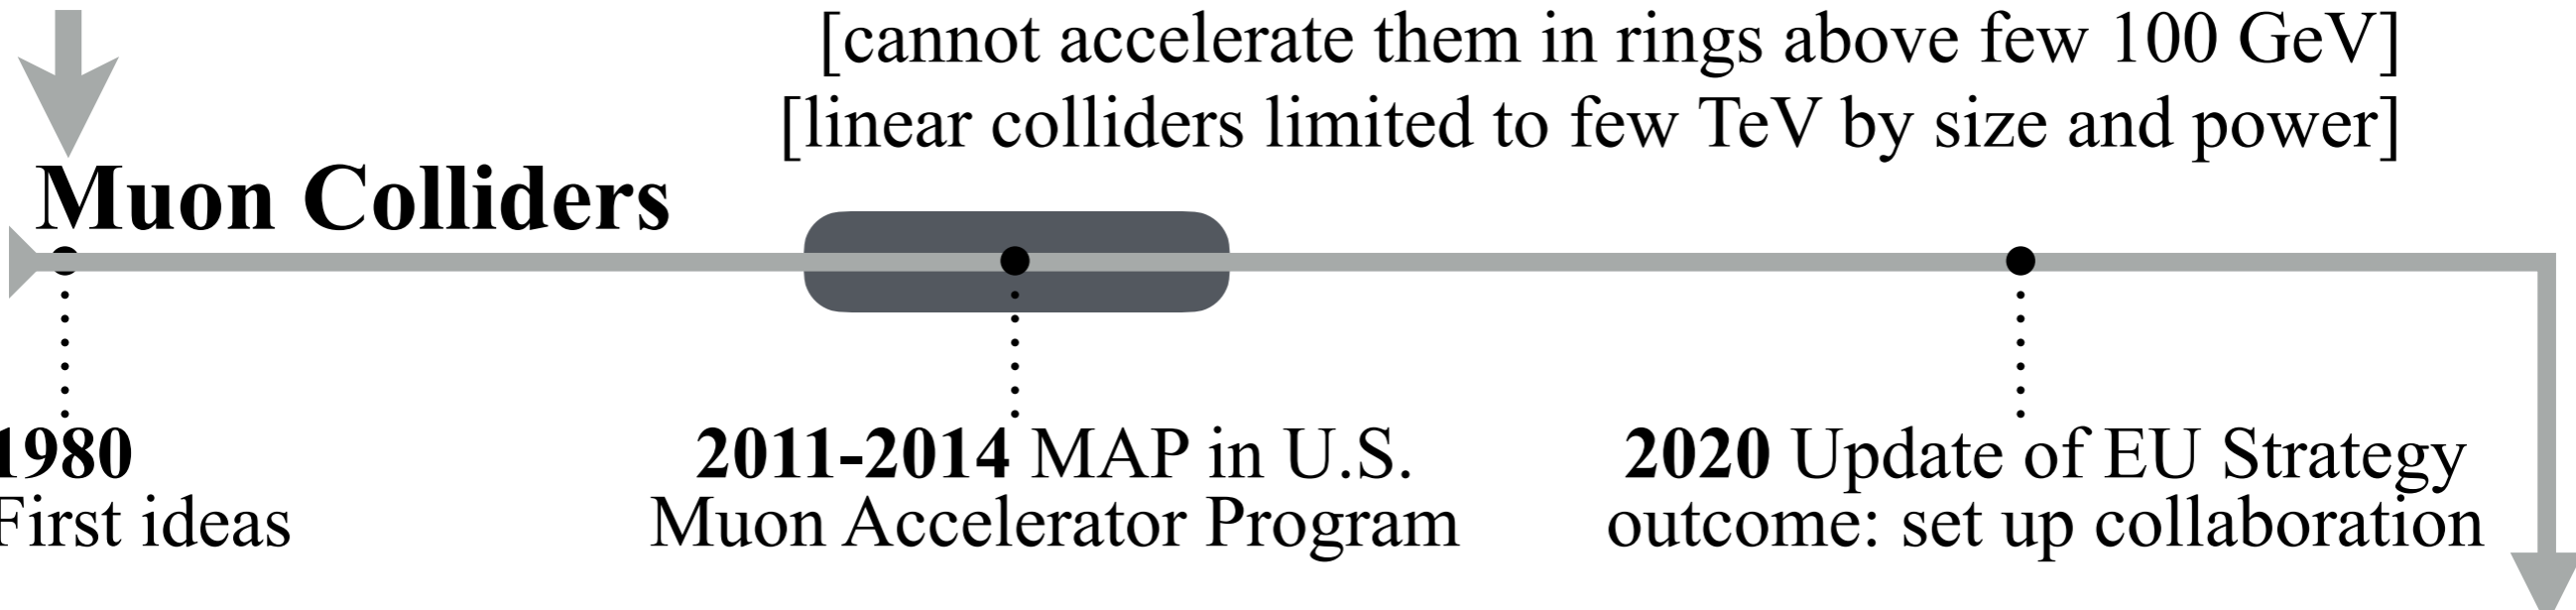 [cannot accelerate them in rings above few 100 GeV]
[linear colliders limited to few TeV by size and power]
Muon Colliders
1980
First ideas
2011-2014 MAP in U.S.
Muon Accelerator Program
2020 Update of EU Strategy
outcome: set up collaboration